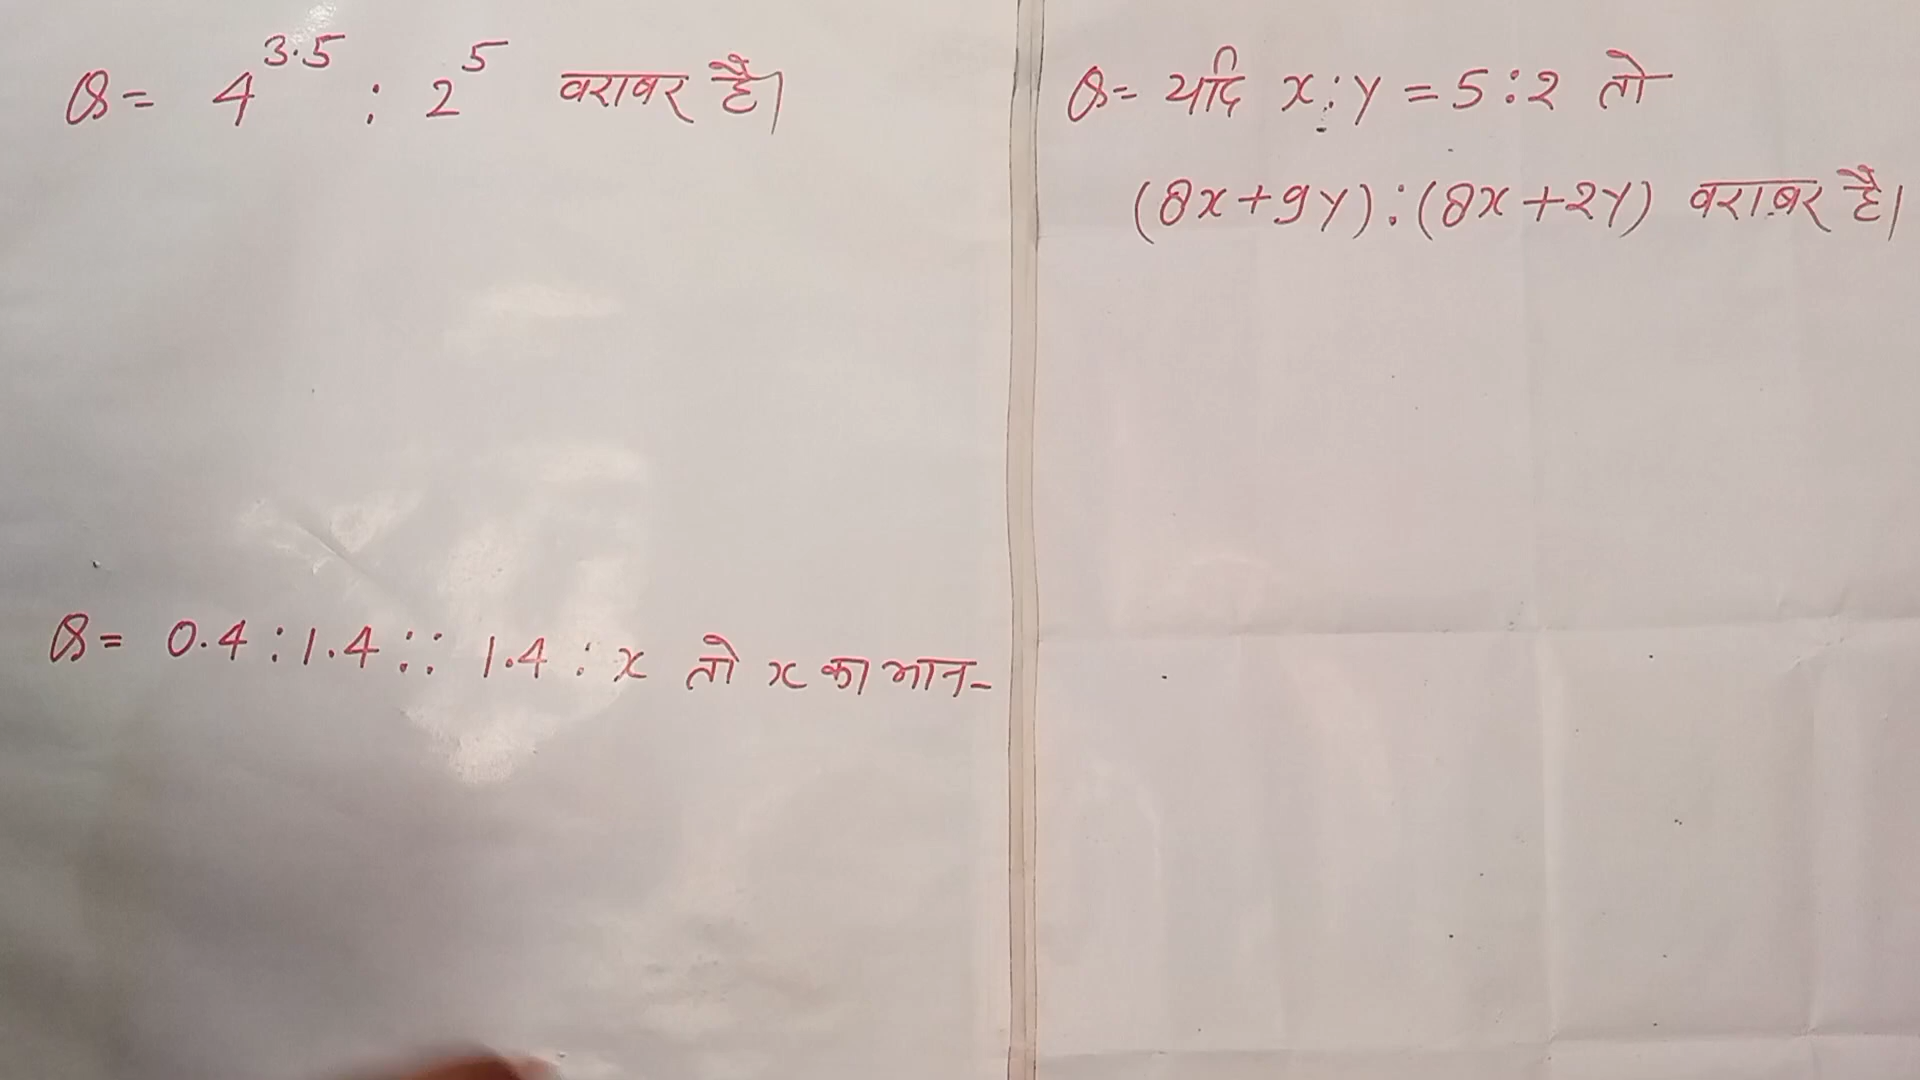 Q= 4^3.5 : 2^5 बराबर है।
Q= 0.4 : 1.4 :: 1.4 : x तो x का मान-
Q= यदि x : y = 5 : 2 तो
(8x+9y) : (8x+2y) बराबर है।